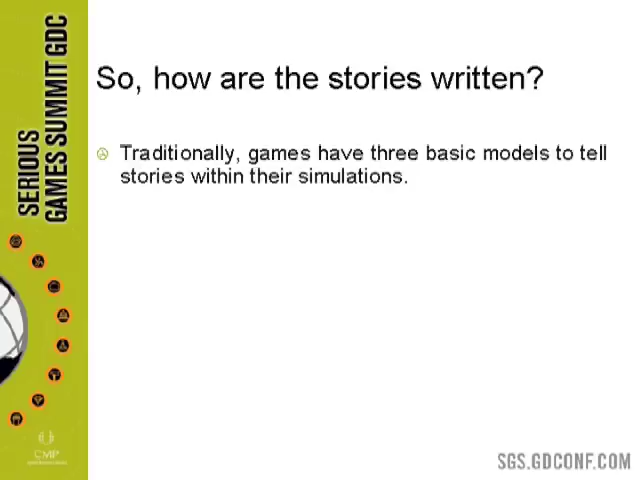 SERIOUS
GAMES SUMMIT GDC
So, how are the stories written?
Traditionally, games have three basic models to tell
stories within their simulations.
CMP
SGS.GDCONF.COM